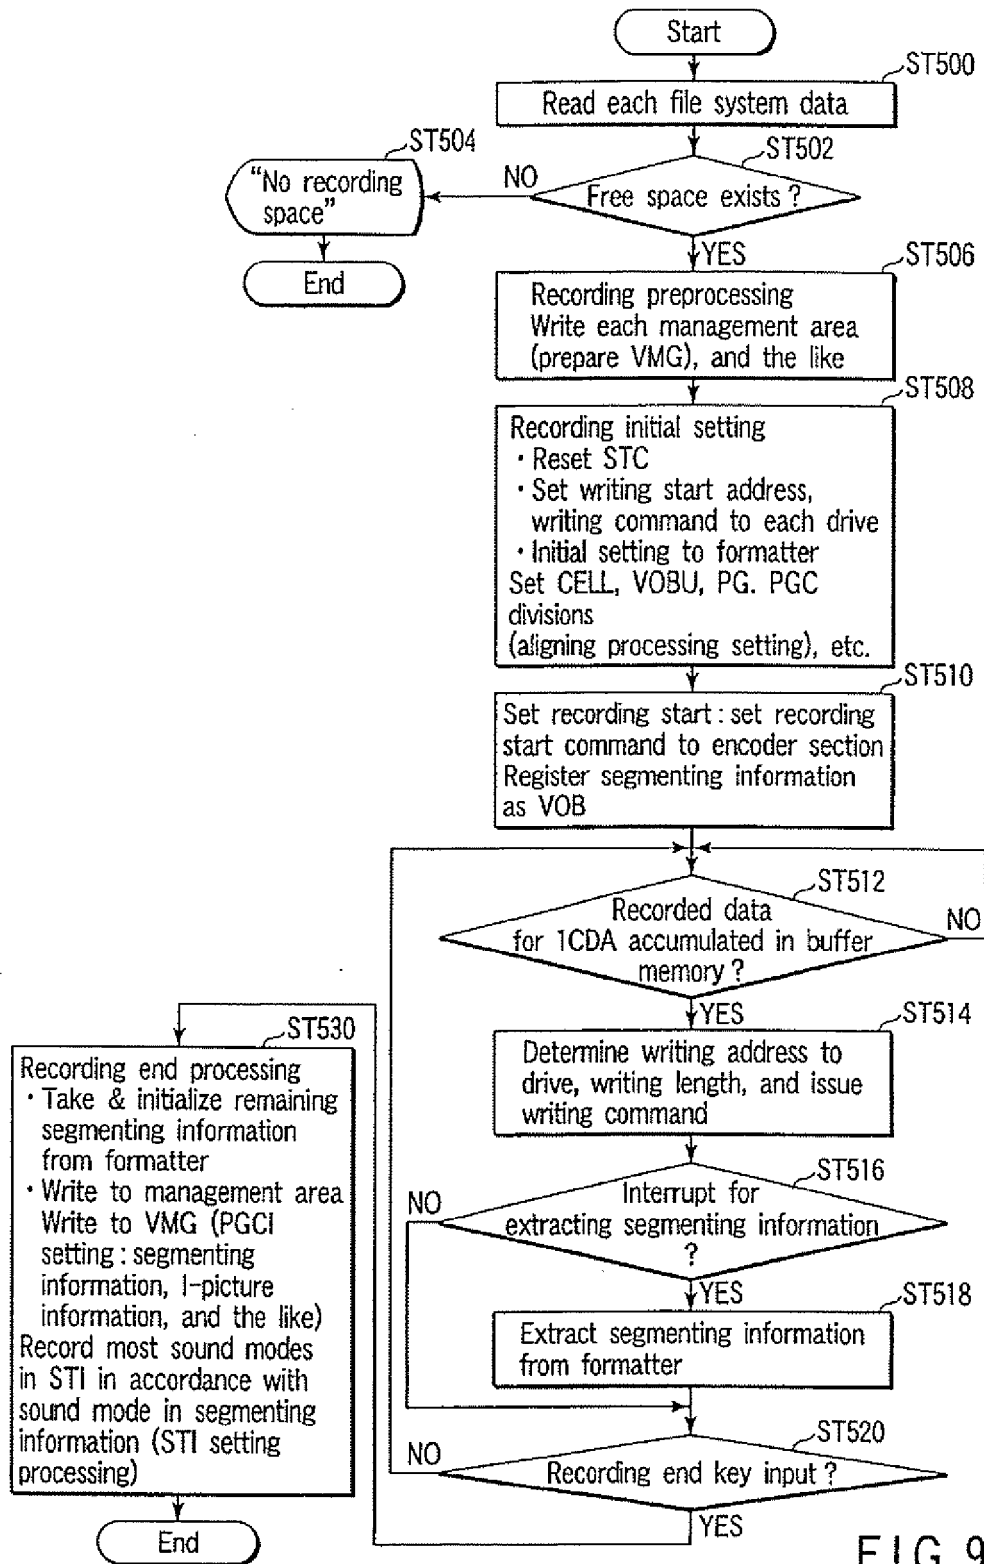 Start
ST500
Read each file system data
ST504
ST502
“No recording
space”
NO
Free space exists ?
End
YES
ST506
Recording preprocessing
Write each management area
(prepare VMG), and the like
ST508
Recording initial setting
・Reset STC
・Set writing start address,
writing command to each drive
・Initial setting to formatter
Set CELL, VOBU, PG. PGC
divisions
(aligning processing setting), etc.
ST510
Set recording start : set recording
start command to encoder section
Register segmenting information
as VOB
ST512
Recorded data
for 1CDA accumulated in buffer
memory ?
NO
YES
ST514
Determine writing address to
drive, writing length, and issue
writing command
ST516
NO
Interrupt for
extracting segmenting information
?
YES
ST518
Extract segmenting information
from formatter
ST520
NO
Recording end key input ?
YES
ST530
Recording end processing
・Take & initialize remaining
segmenting information
from formatter
・Write to management area
Write to VMG (PGCI
setting : segmenting
information, I-picture
information, and the like)
Record most sound modes
in STI in accordance with
sound mode in segmenting
information (STI setting
processing)
End
FIG. 9